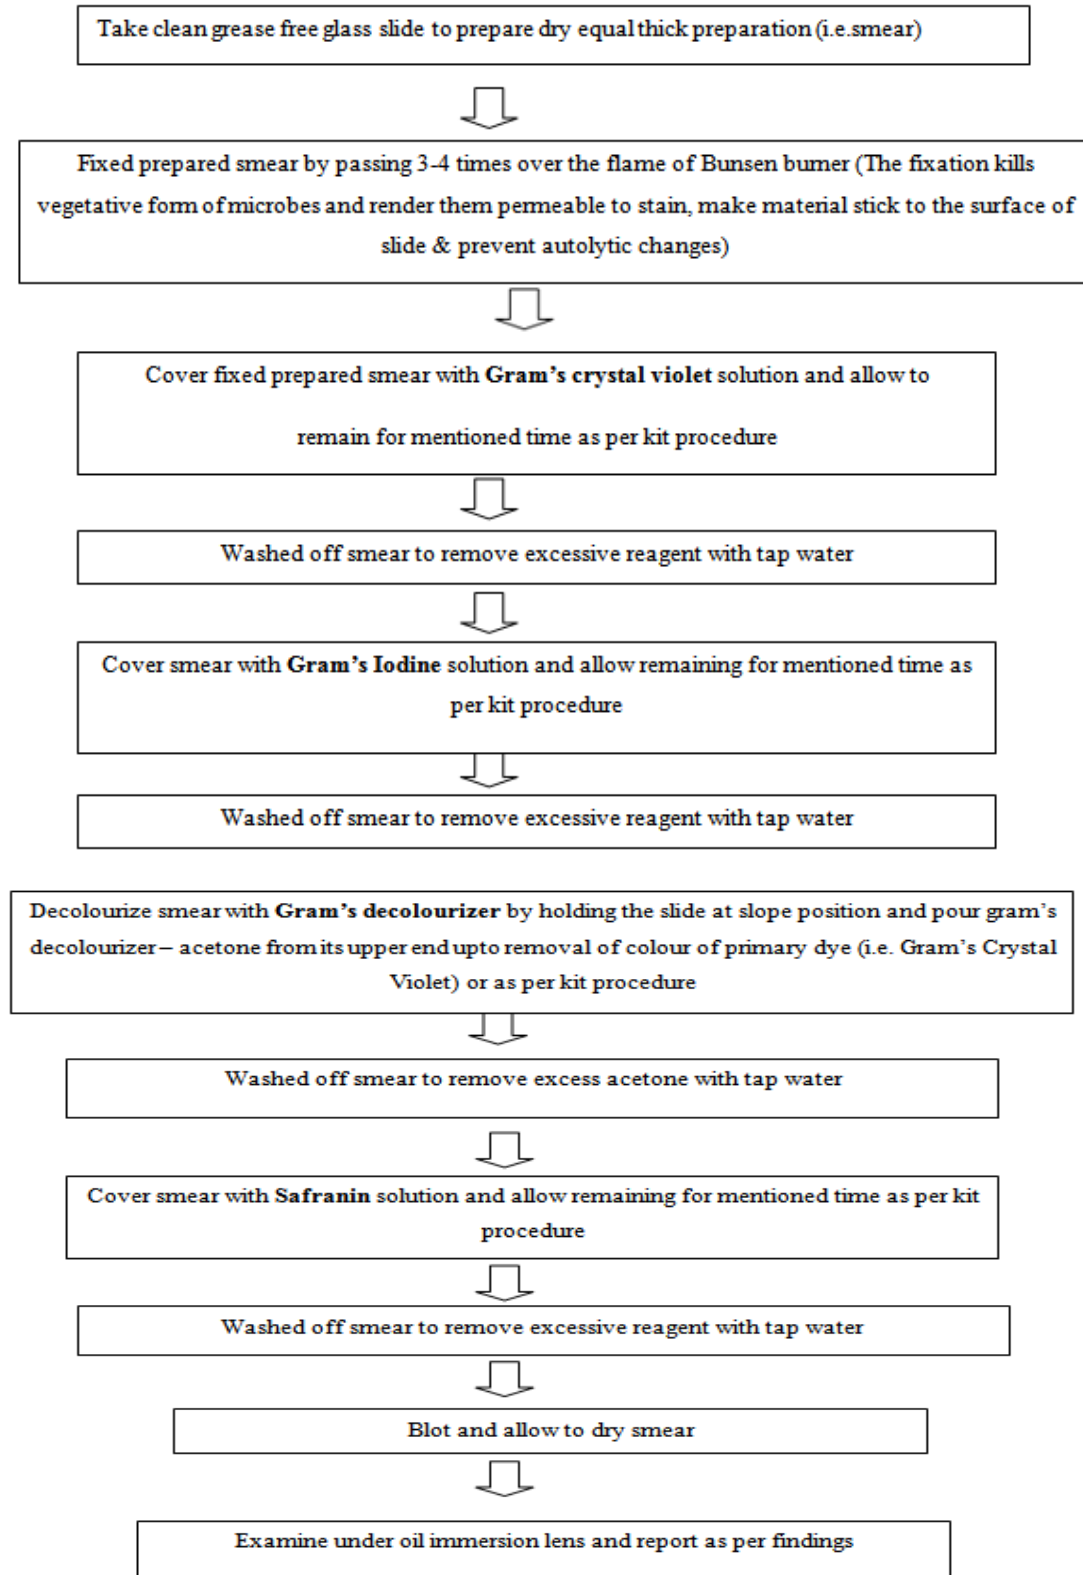 Take clean grease free glass slide to prepare dry equal thick preparation (i.e.smear)
Fixed prepared smear by passing 3-4 times over the flame of Bunsen burner (The fixation kills
vegetative form of microbes and render them permeable to stain, make material stick to the surface of
slide & prevent autolytic changes)
Cover fixed prepared smear with Gram's crystal violet solution and allow to
remain for mentioned time as per kit procedure
Washed off smear to remove excessive reagent with tap water
Cover smear with Gram's Iodine solution and allow remaining for mentioned time as
per kit procedure
Washed off smear to remove excessive reagent with tap water
Decolourize smear with Gram's decolourizer by holding the slide at slope position and pour gram's
decolourizer – acetone from its upper end upto removal of colour of primary dye (i.e. Gram's Crystal
Violet) or as per kit procedure
Washed off smear to remove excess acetone with tap water
Cover smear with Safranin solution and allow remaining for mentioned time as per kit
procedure
Washed off smear to remove excessive reagent with tap water
Blot and allow to dry smear
Examine under oil immersion lens and report as per findings